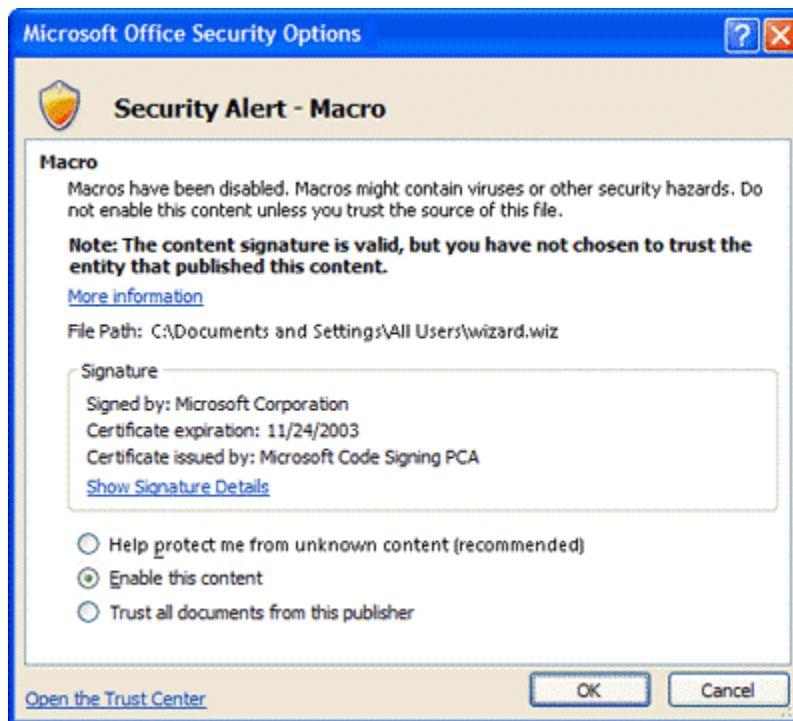 Microsoft Office Security Options
Security Alert - Macro
Macro
Macros have been disabled. Macros might contain viruses or other security hazards. Do
not enable this content unless you trust the source of this file.
Note: The content signature is valid, but you have not chosen to trust the
entity that published this content.
More information
File Path: C:\Documents and Settings\All Users\wizard.wiz
Signature
Signed by: Microsoft Corporation
Certificate expiration: 11/24/2003
Certificate issued by: Microsoft Code Signing PCA
Show Signature Details
Help protect me from unknown content (recommended)
Enable this content
Trust all documents from this publisher
Open the Trust Center
OK
Cancel